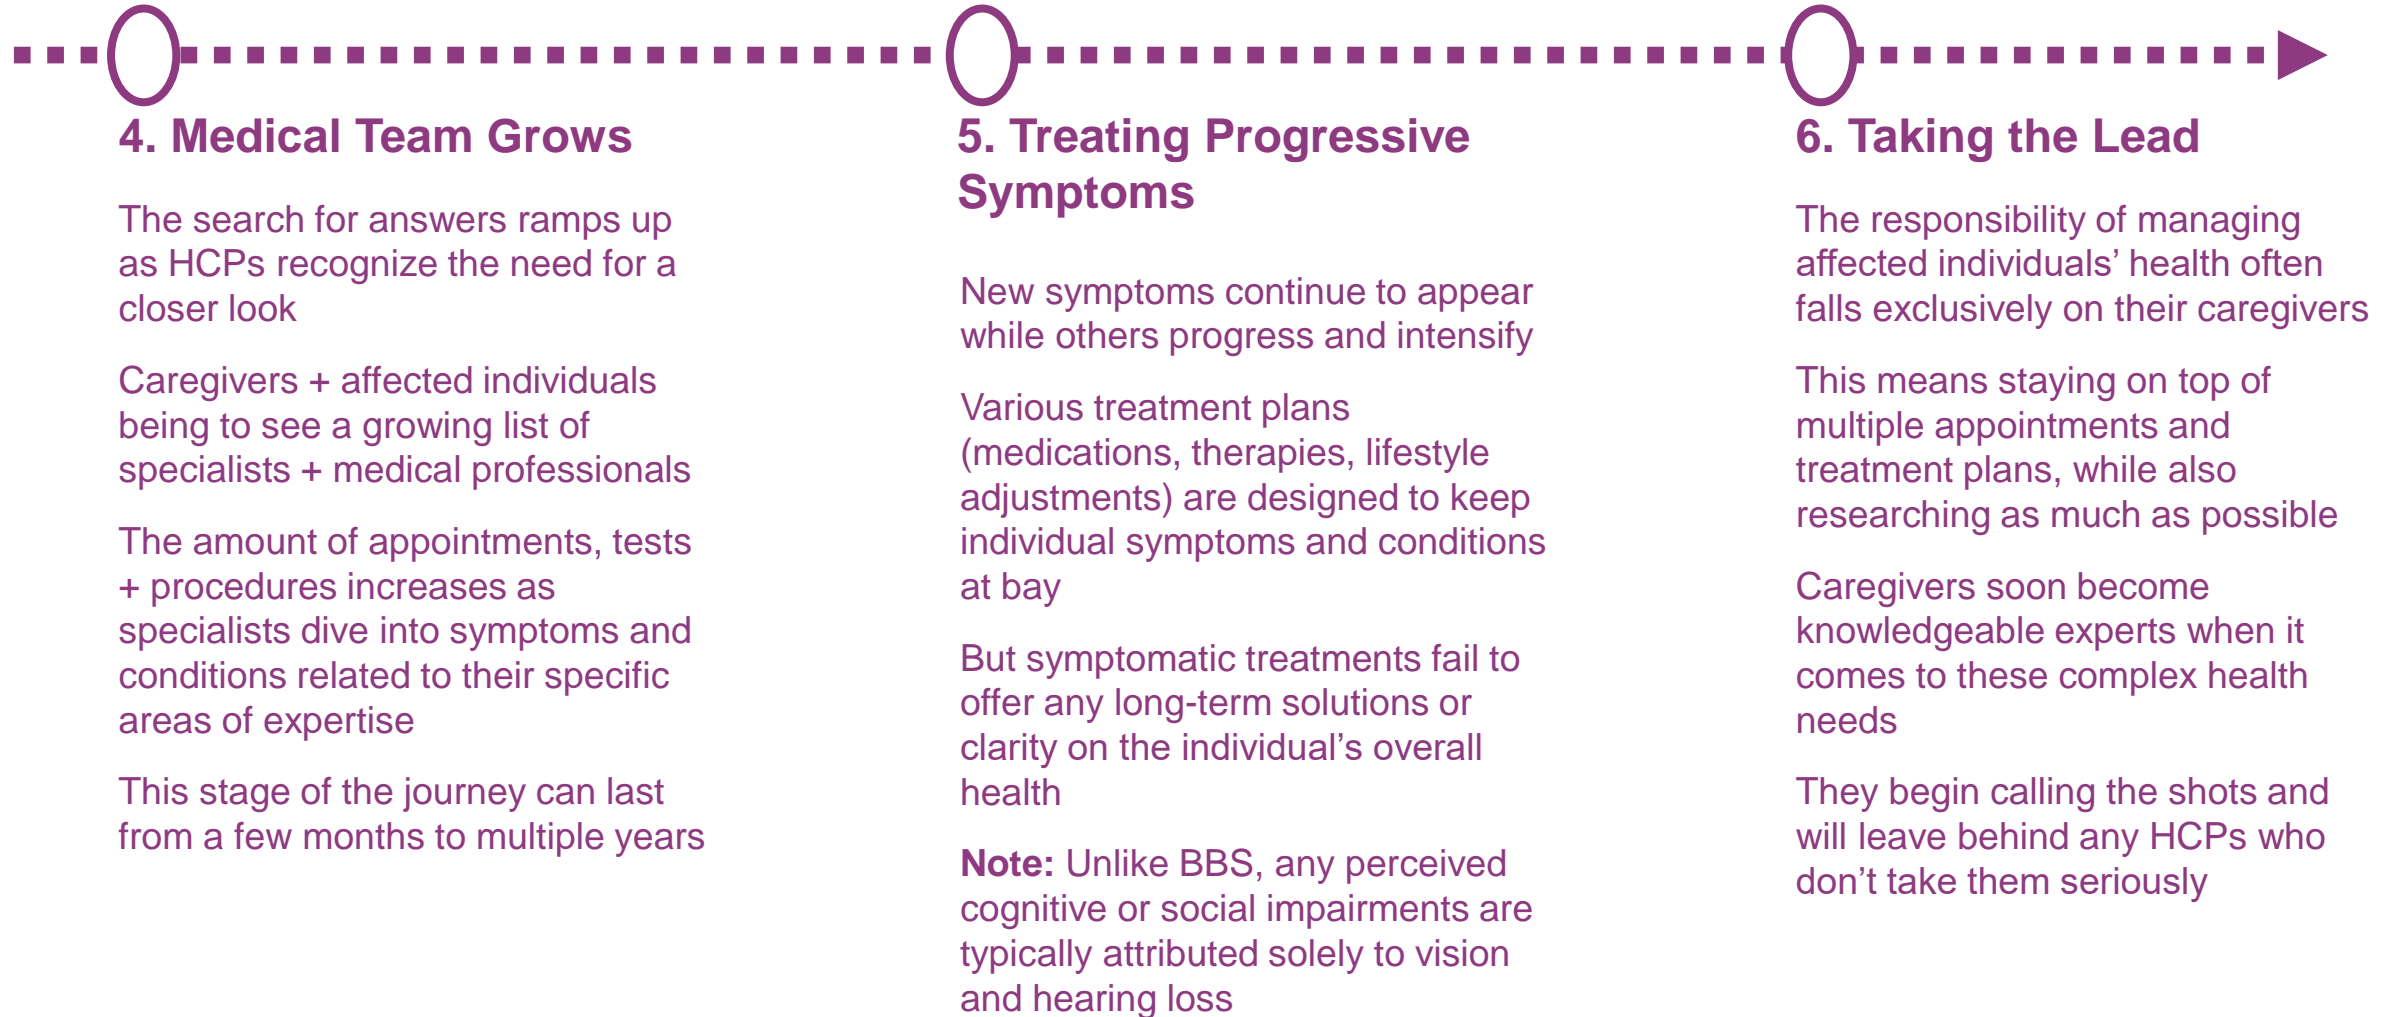 4. Medical Team Grows
The search for answers ramps up
as HCPs recognize the need for a
closer look
Caregivers + affected individuals
being to see a growing list of
specialists + medical professionals
The amount of appointments, tests
+ procedures increases as
specialists dive into symptoms and
conditions related to their specific
areas of expertise
This stage of the journey can last
from a few months to multiple years
5. Treating Progressive
Symptoms
New symptoms continue to appear
while others progress and intensify
Various treatment plans
(medications, therapies, lifestyle
adjustments) are designed to keep
individual symptoms and conditions
at bay
But symptomatic treatments fail to
offer any long-term solutions or
clarity on the individual’s overall
health
Note: Unlike BBS, any perceived
cognitive or social impairments are
typically attributed solely to vision
and hearing loss
6. Taking the Lead
The responsibility of managing
affected individuals’ health often
falls exclusively on their caregivers
This means staying on top of
multiple appointments and
treatment plans, while also
researching as much as possible
Caregivers soon become
knowledgeable experts when it
comes to these complex health
needs
They begin calling the shots and
will leave behind any HCPs who
don’t take them seriously